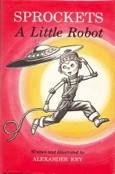 SPROCKETS
A Little Robot
Written and illustrated by
ALEXANDER KEY